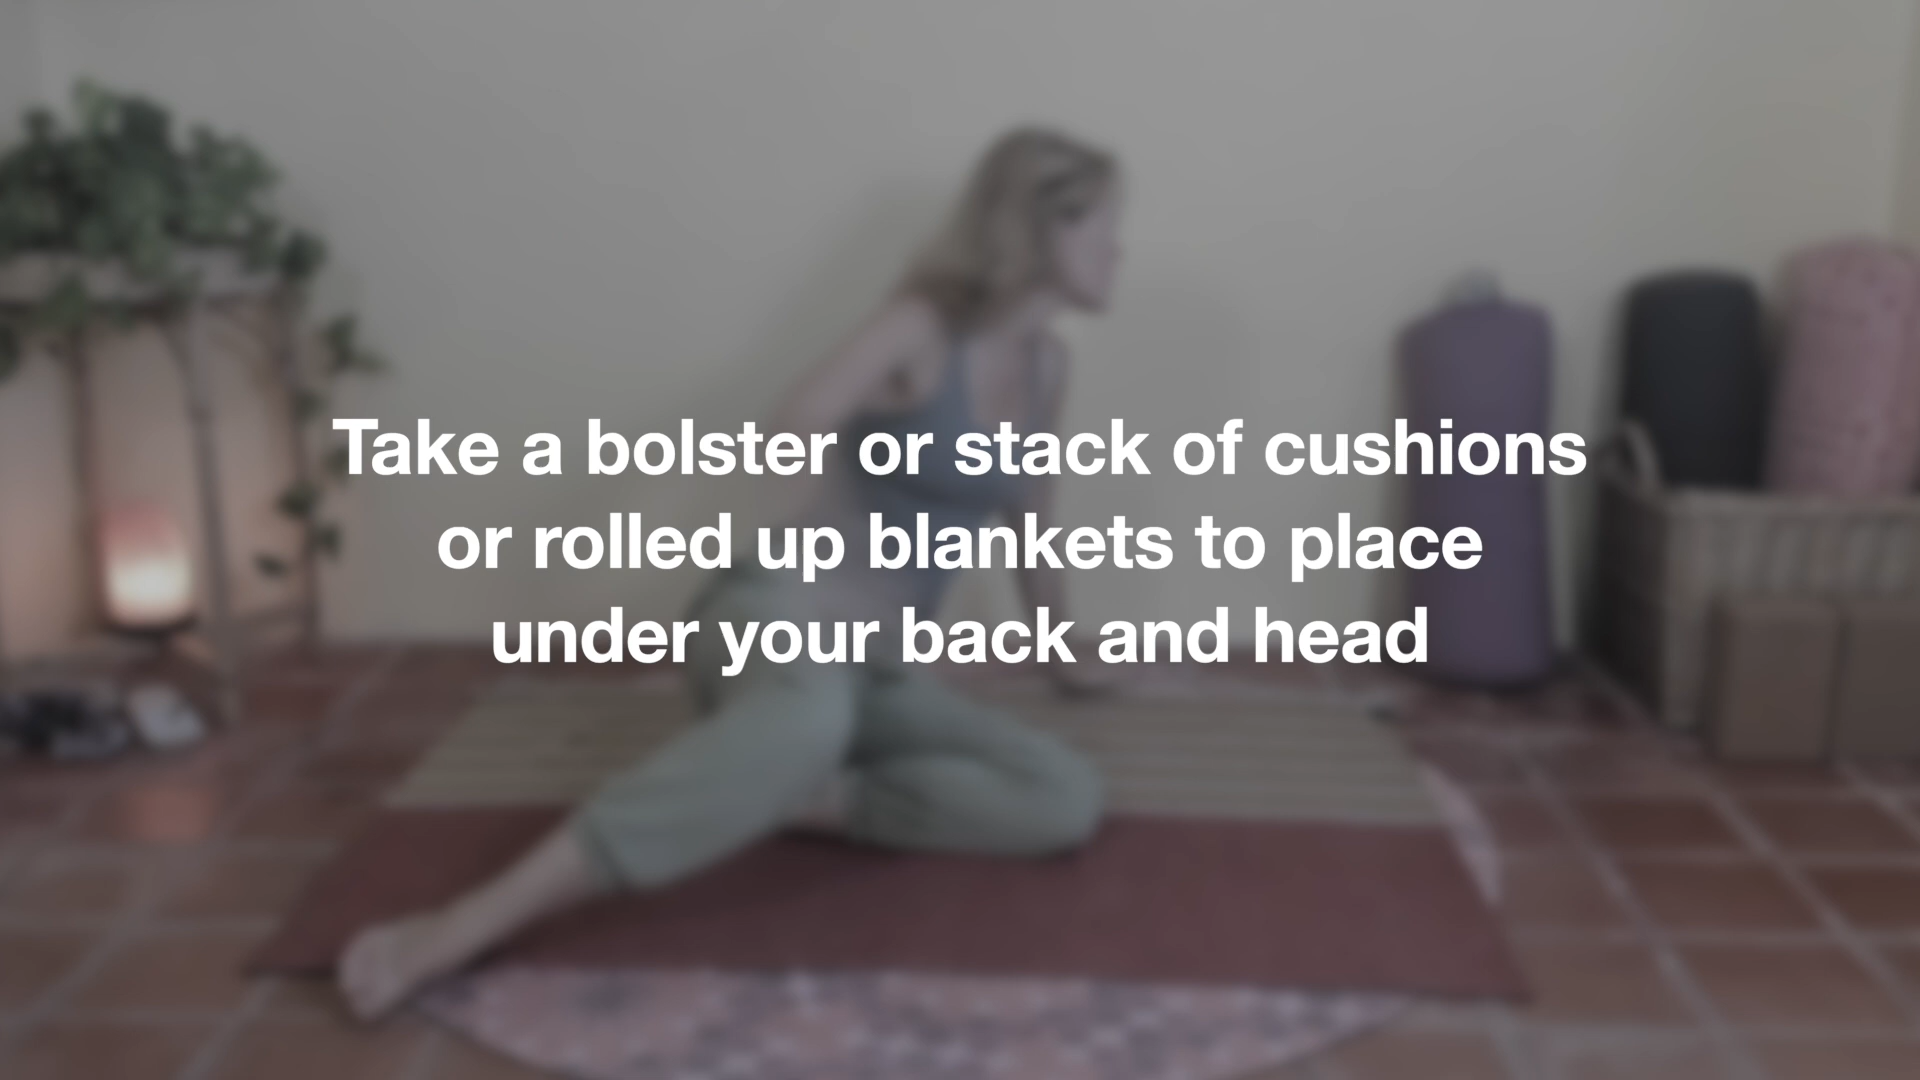 Take a bolster or stack of cushions
or rolled up blankets to place
under your back and head